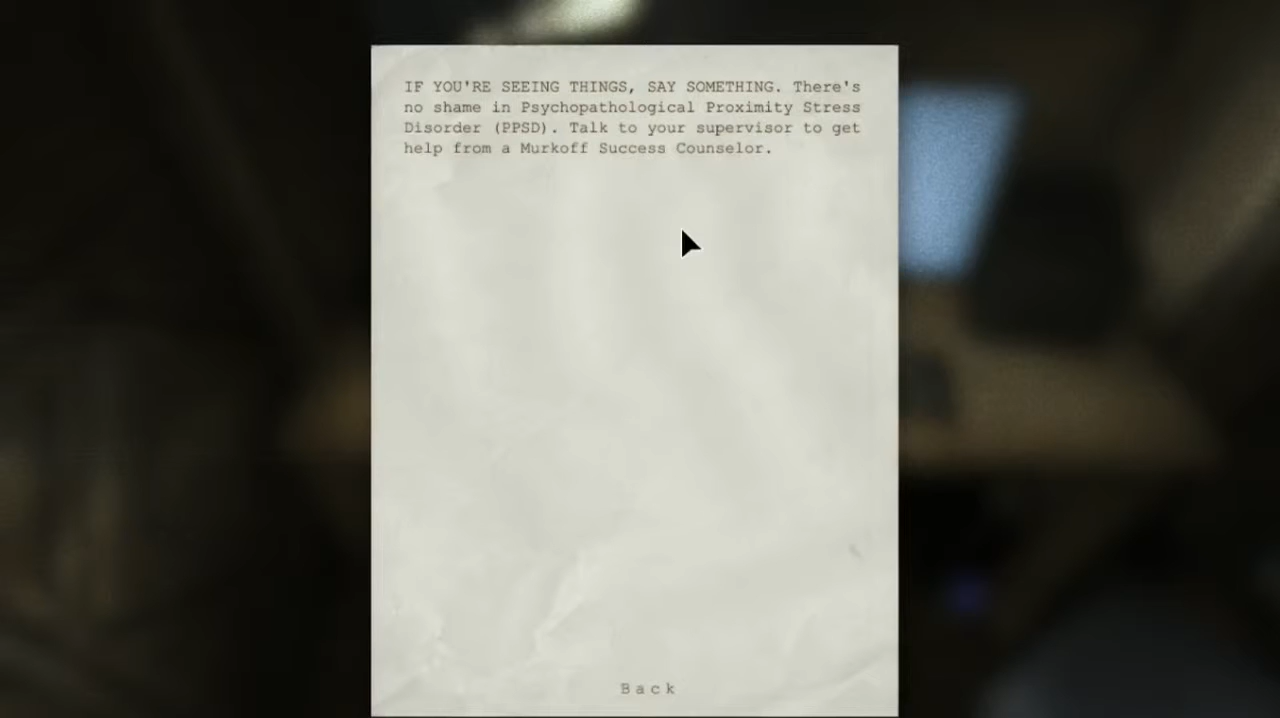 IF YOU'RE SEEING THINGS, SAY SOMETHING. There's
no shame in Psychopathological Proximity Stress
Disorder (PPSD). Talk to your supervisor to get
help from a Murkoff Success Counselor.
Back